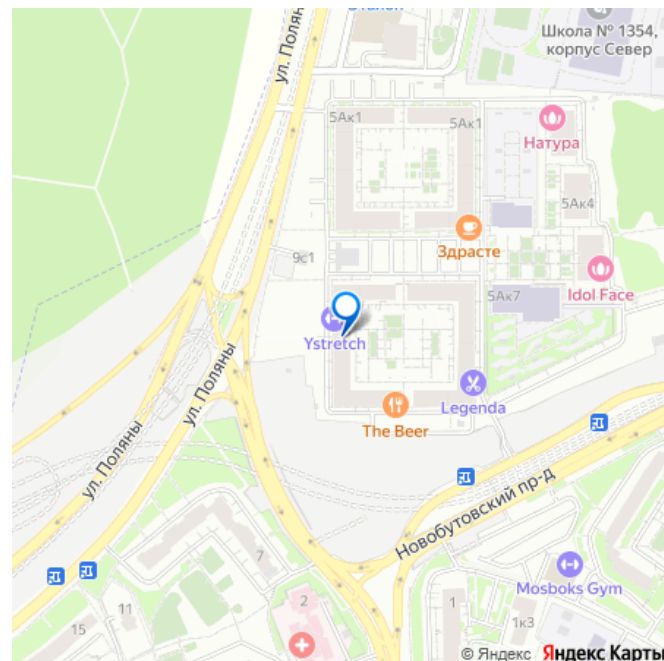 Эталон
Школа № 1354,
корпус Север
ул. Поляны
5Ак1
5Ак1
Натура
5Ак4
Здрасте
9с1
Idol Face
5Ак7
Ystretch
Legenda
The Beer
ул. Поляны
ул. Поляны
Новобутовский пр-д
7
Mosboks Gym
2
1
11
1к3
15
© Яндекс Яндекс Карты